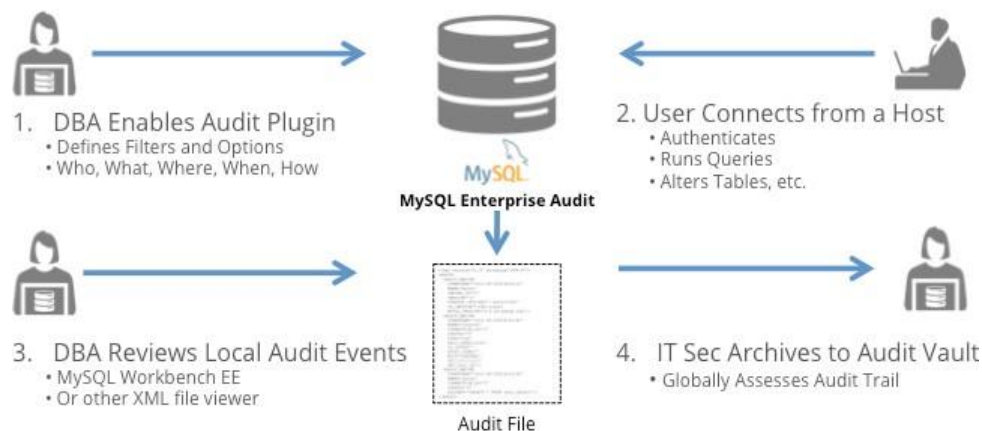 1. DBA Enables Audit Plugin
• Defines Filters and Options
• Who, What, Where, When, How
MySQL
MySQL Enterprise Audit
2. User Connects from a Host
• Authenticates
• Runs Queries
• Alters Tables, etc.
3. DBA Reviews Local Audit Events
• MySQL Workbench EE
• Or other XML file viewer
Audit File
4. IT Sec Archives to Audit Vault
• Globally Assesses Audit Trail